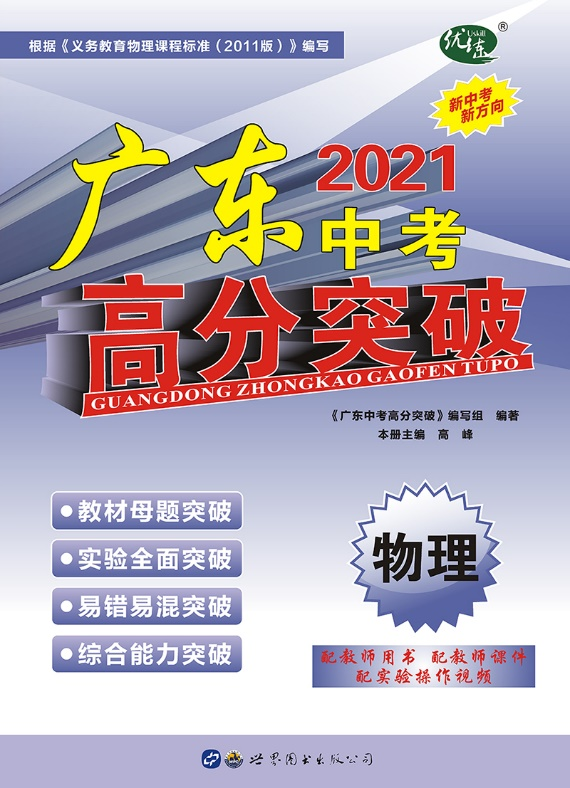 根据《义务教育物理课程标准（2011版）》编写
优练
Uskill
®
新中考
新方向
广东
2021
中考
高分突破
GUANGDONG ZHONGKAO GAOFEN TUPO
《广东中考高分突破》编写组 编著
本册主编 高 峰
•教材母题突破
•实验全面突破
•易错易混突破
•综合能力突破
物理
配教师用书 配教师课件
配实验操作视频
世界图书出版公司